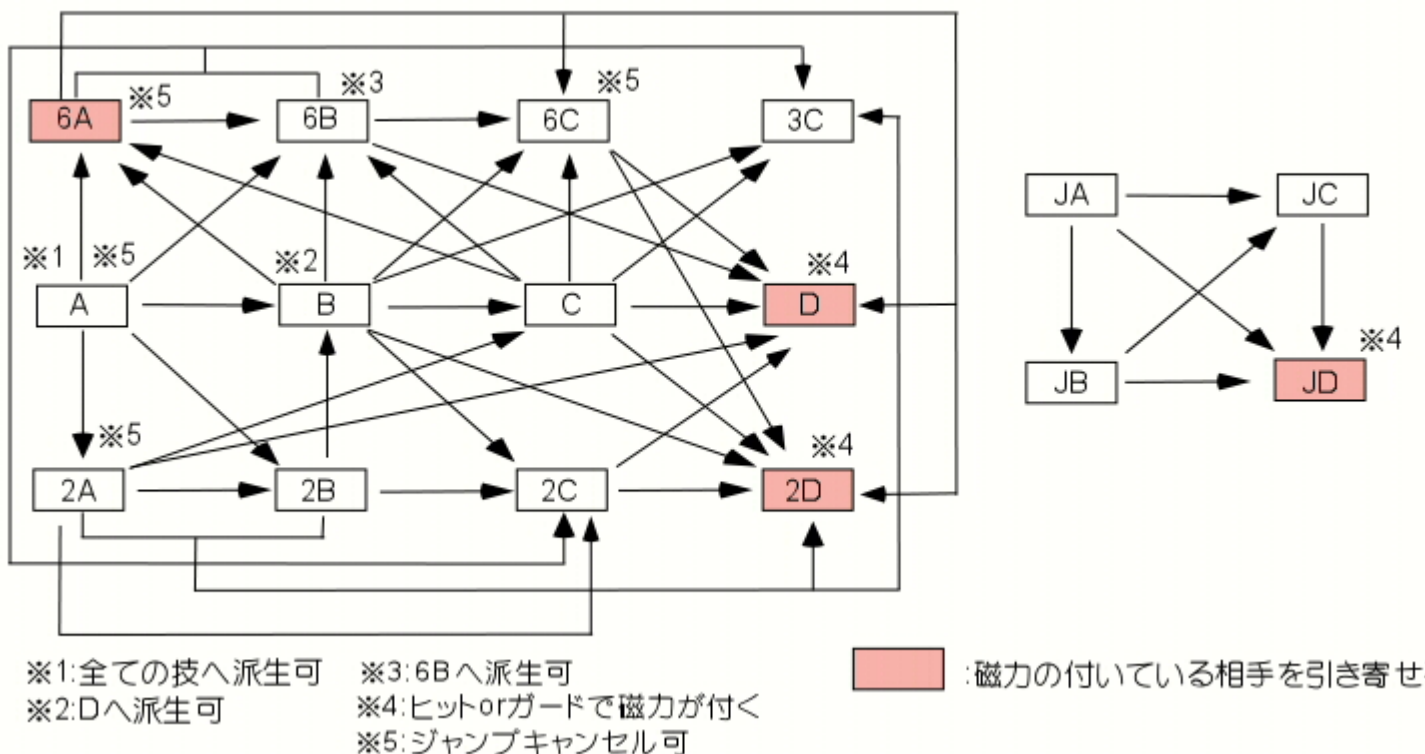 ※5 ※3 ※5
6A 6B 6C 3C
JA JC
※1 ※5 ※2 ※4
A B C D
※4
JB JD
※5 ※4
2A 2B 2C 2D
※1:全ての技へ派生可 ※3:6Bへ派生可
:磁力の付いている相手を引き寄せ
※2:Dへ派生可 ※4:ヒットorガードで磁力が付く
※5:ジャンプキャンセル可